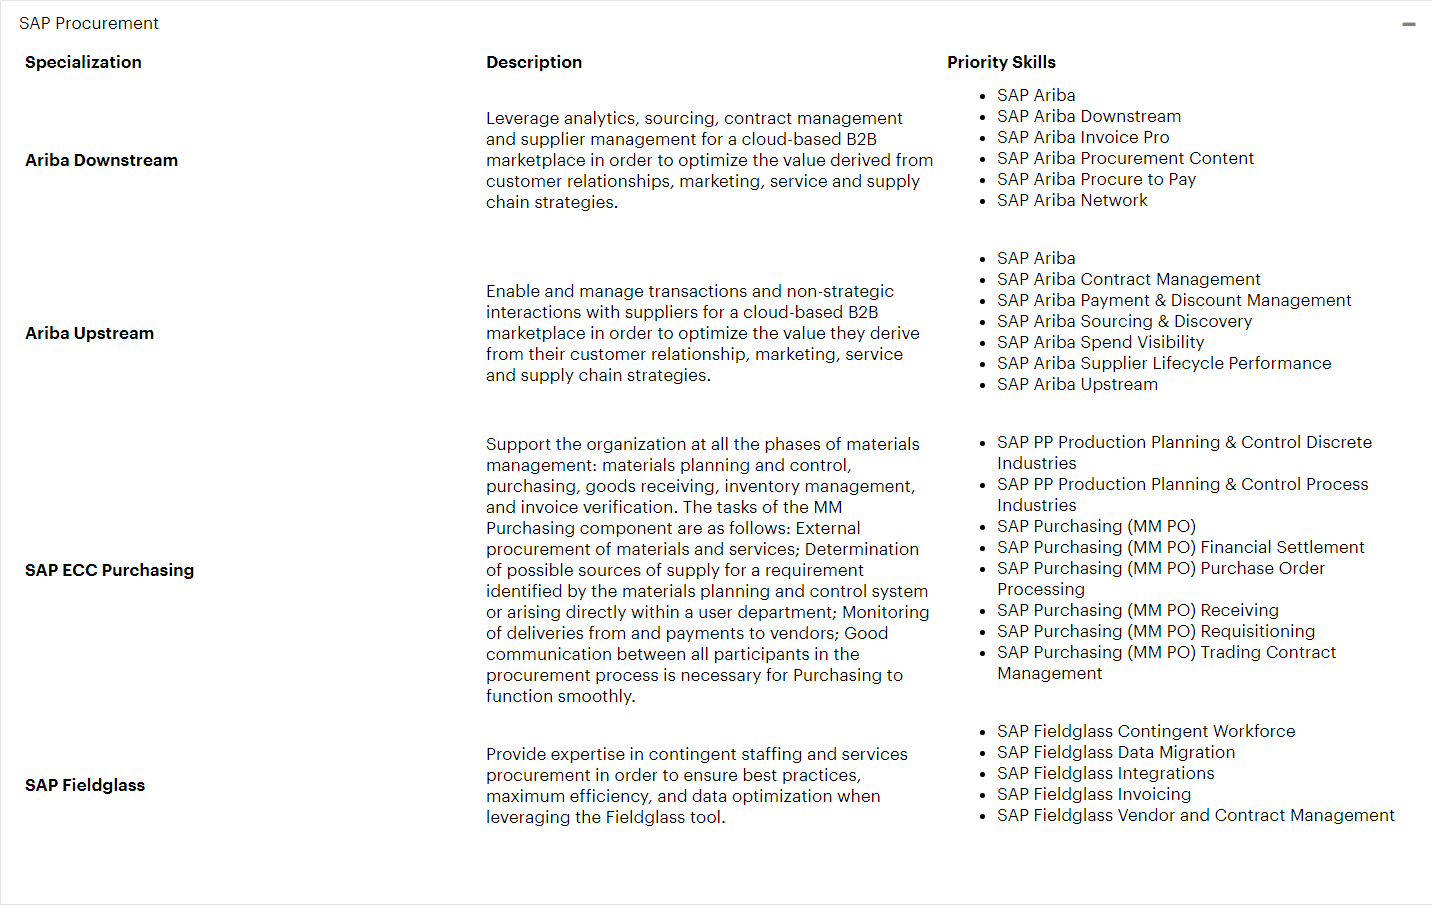 SAP Procurement
Specialization
Description
Priority Skills
Ariba Downstream
Leverage analytics, sourcing, contract management
and supplier management for a cloud-based B2B
marketplace in order to optimize the value derived from
customer relationships, marketing, service and supply
chain strategies.
• SAP Ariba
• SAP Ariba Downstream
• SAP Ariba Invoice Pro
• SAP Ariba Procurement Content
• SAP Ariba Procure to Pay
• SAP Ariba Network
Ariba Upstream
Enable and manage transactions and non-strategic
interactions with suppliers for a cloud-based B2B
marketplace in order to optimize the value they derive
from their customer relationship, marketing, service
and supply chain strategies.
• SAP Ariba
• SAP Ariba Contract Management
• SAP Ariba Payment & Discount Management
• SAP Ariba Sourcing & Discovery
• SAP Ariba Spend Visibility
• SAP Ariba Supplier Lifecycle Performance
• SAP Ariba Upstream
SAP ECC Purchasing
Support the organization at all the phases of materials
management: materials planning and control,
purchasing, goods receiving, inventory management,
and invoice verification. The tasks of the MM
Purchasing component are as follows: External
procurement of materials and services; Determination
of possible sources of supply for a requirement
identified by the materials planning and control system
or arising directly within a user department; Monitoring
of deliveries from and payments to vendors; Good
communication between all participants in the
procurement process is necessary for Purchasing to
function smoothly.
• SAP PP Production Planning & Control Discrete
Industries
• SAP PP Production Planning & Control Process
Industries
• SAP Purchasing (MM PO)
• SAP Purchasing (MM PO) Financial Settlement
• SAP Purchasing (MM PO) Purchase Order
Processing
• SAP Purchasing (MM PO) Receiving
• SAP Purchasing (MM PO) Requisitioning
• SAP Purchasing (MM PO) Trading Contract
Management
SAP Fieldglass
Provide expertise in contingent staffing and services
procurement in order to ensure best practices,
maximum efficiency, and data optimization when
leveraging the Fieldglass tool.
• SAP Fieldglass Contingent Workforce
• SAP Fieldglass Data Migration
• SAP Fieldglass Integrations
• SAP Fieldglass Invoicing
• SAP Fieldglass Vendor and Contract Management